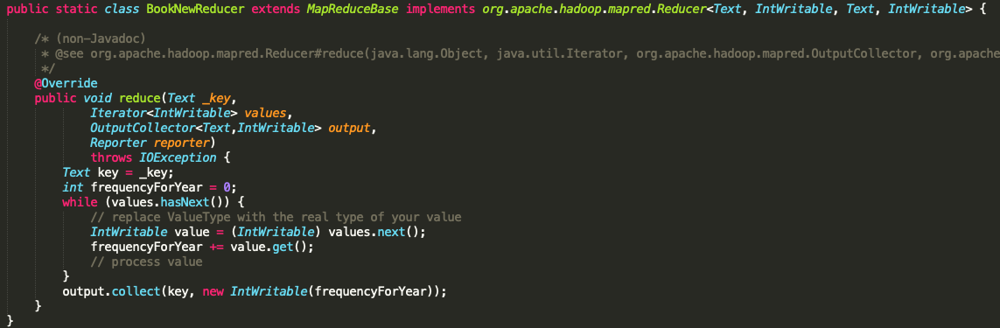 public static class BookNewReducer extends MapReduceBase implements org.apache.hadoop.mapred.Reducer<Text, IntWritable, Text, IntWritable> {
/* (non-Javadoc)
* @see org.apache.hadoop.mapred.Reducer#reduce(java.lang.Object, java.util.Iterator, org.apache.hadoop.mapred.OutputCollector, org.apache
*/
@Override
public void reduce(Text _key,
Iterator<IntWritable> values,
OutputCollector<Text,IntWritable> output,
Reporter reporter)
throws IOException {
Text key = _key;
int frequencyForYear = 0;
while (values.hasNext()) {
// replace ValueType with the real type of your value
IntWritable value = (IntWritable) values.next();
frequencyForYear += value.get();
// process value
}
output.collect(key, new IntWritable(frequencyForYear));
}
}